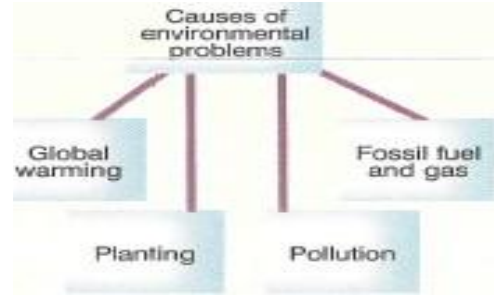 Causes of
environmental
problems
Global
warming
Fossil fuel
and gas
Planting
Pollution